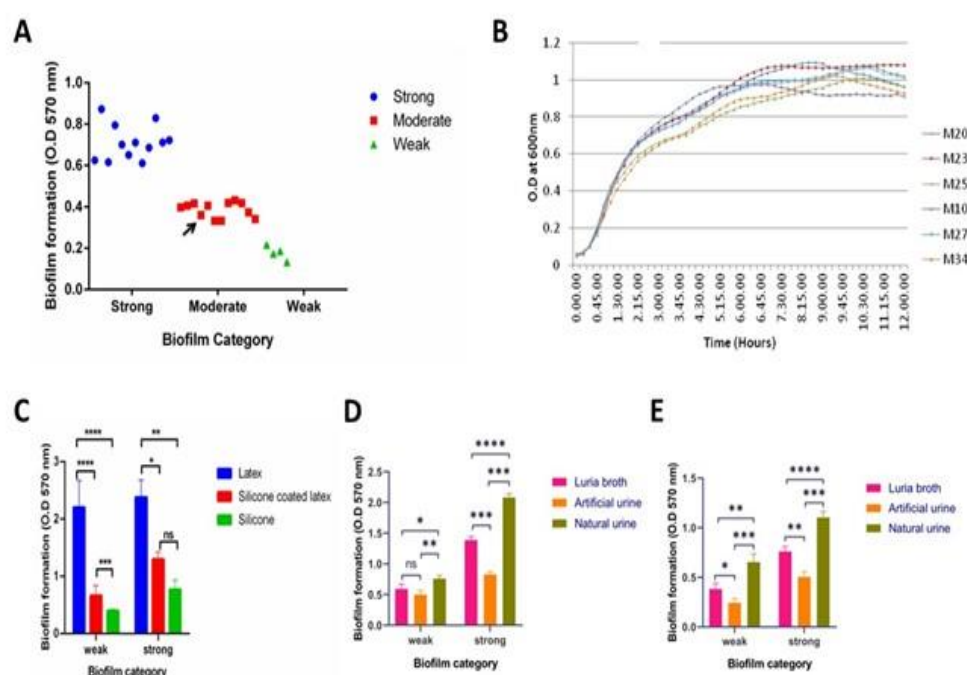 A
Biofilm formation (O.D 570 nm)
1.0
0.8
0.6
0.4
0.2
0.0
Strong
Moderate
Weak
Strong Moderate Weak
Biofilm Category
B
O.D at 600nm
1.2
1
0.8
0.6
0.4
0.2
0
0.00.00
0.45.00
1.30.00
2.15.00
3.00.00
3.45.00
4.30.00
5.15.00
6.00.00
6.45.00
7.30.00
8.15.00
9.00.00
9.45.00
10.30.00
11.15.00
12.00.00
Time (Hours)
M20
M23
M25
M10
M27
M34
C
Biofilm formation (O.D 570 nm)
3
2
1
0
**** **
**** *
*** ns
Latex
Silicone coated latex
Silicone
weak strong
Biofilm category
D
Biofilm formation (O.D 570 nm)
2.5
2.0
1.5
1.0
0.5
0.0
****
***
* ***
ns **
Luria broth
Artificial urine
Natural urine
weak strong
Biofilm category
E
Biofilm formation (O.D 570 nm)
1.5
1.0
0.5
0.0
****
** ***
*** **
*
Luria broth
Artificial urine
Natural urine
weak strong
Biofilm category